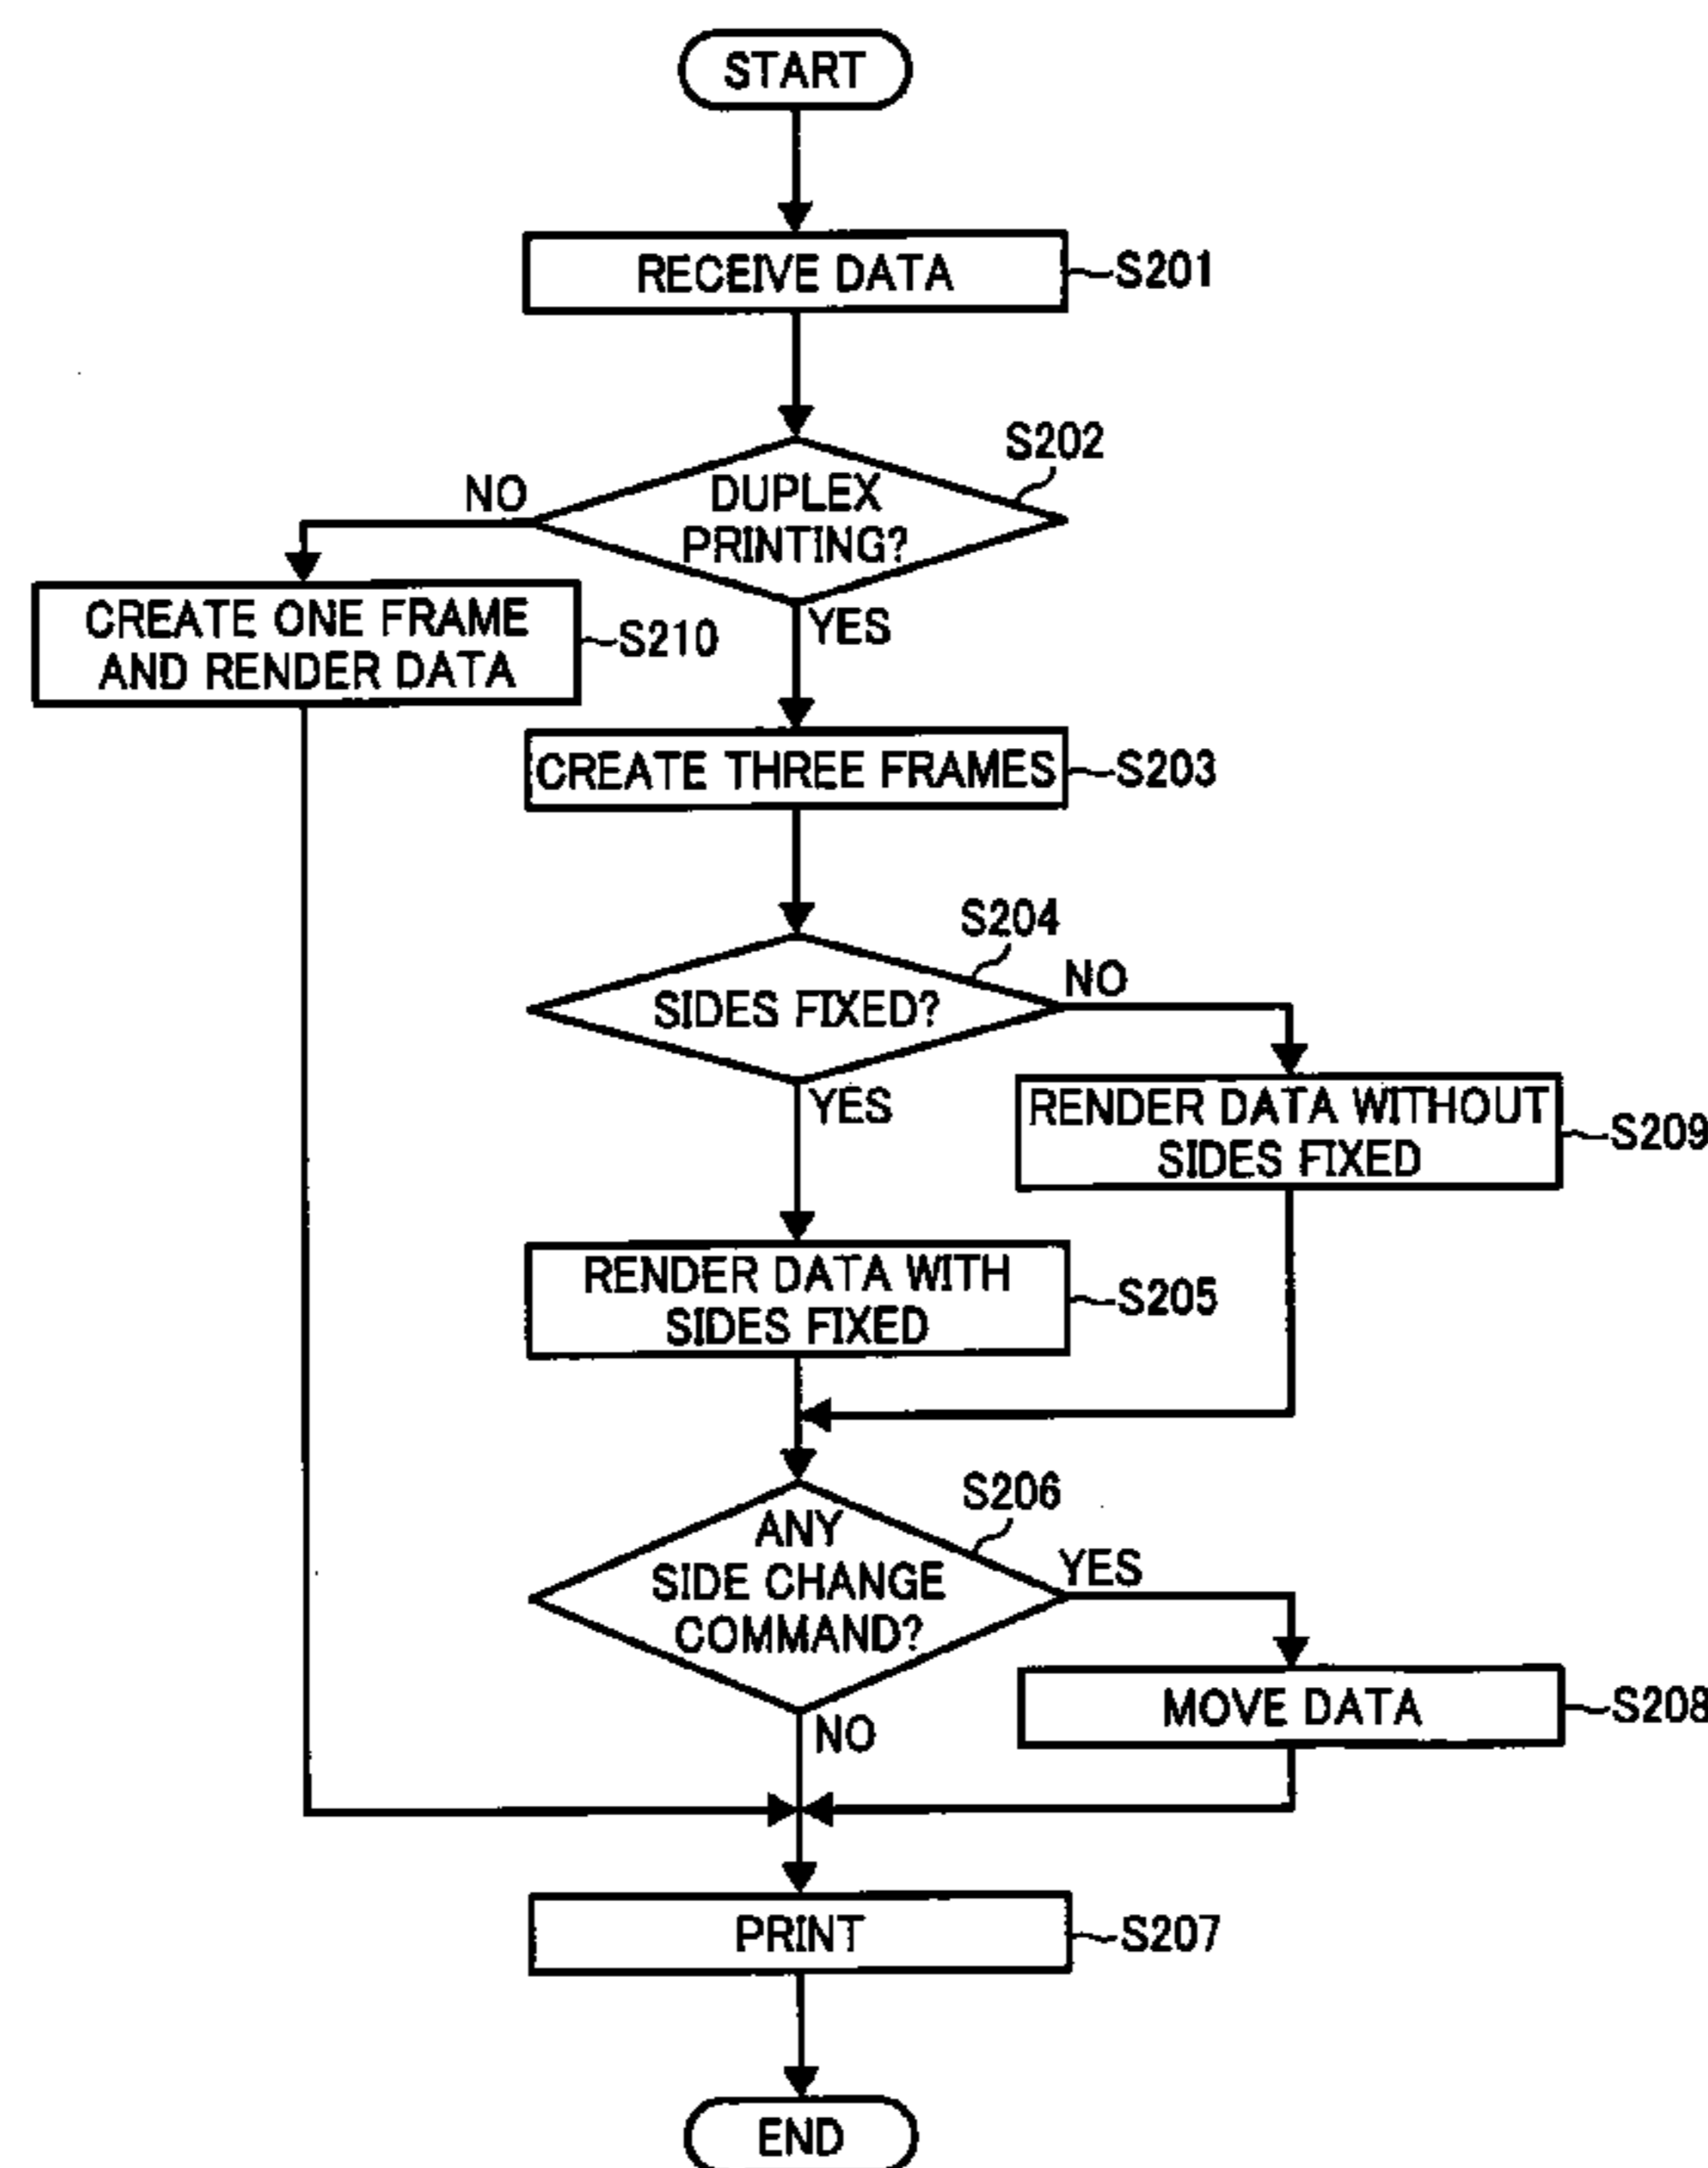 START
RECEIVE DATA
S201
S202
DUPLEX
PRINTING?
NO
YES
CREATE ONE FRAME
AND RENDER DATA
S210
CREATE THREE FRAMES
S203
S204
SIDES FIXED?
NO
YES
RENDER DATA WITHOUT
SIDES FIXED
S209
RENDER DATA WITH
SIDES FIXED
S205
S206
ANY
SIDE CHANGE
COMMAND?
YES
NO
MOVE DATA
S208
PRINT
S207
END